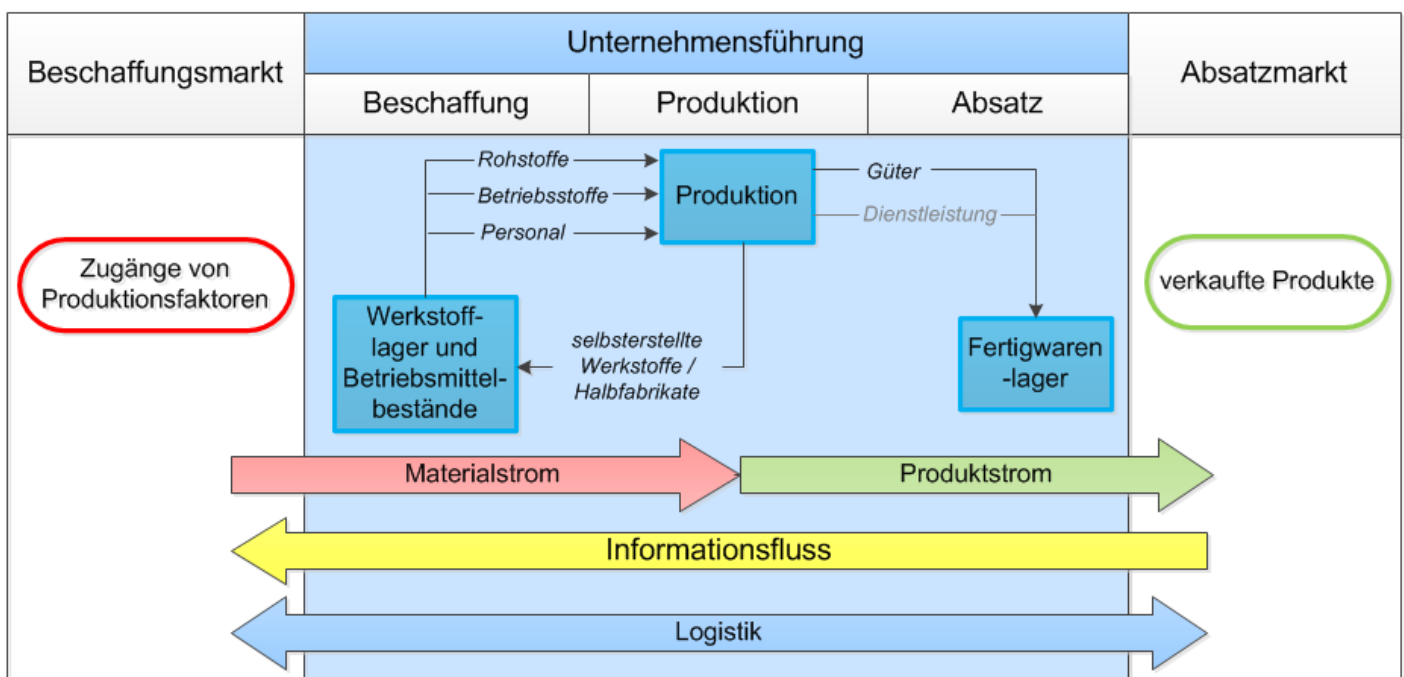 Beschaffungsmarkt
Unternehmensführung
Absatzmarkt
Beschaffung
Produktion
Absatz
Rohstoffe
Betriebsstoffe
Personal
Produktion
Güter
Dienstleistung
Zugänge von
Produktionsfaktoren
verkaufte Produkte
Werkstoff-
lager und
Betriebsmittel-
bestände
selbsterstellte
Werkstoffe /
Halbfabrikate
Fertigwaren
-lager
Materialstrom
Produktstrom
Informationsfluss
Logistik